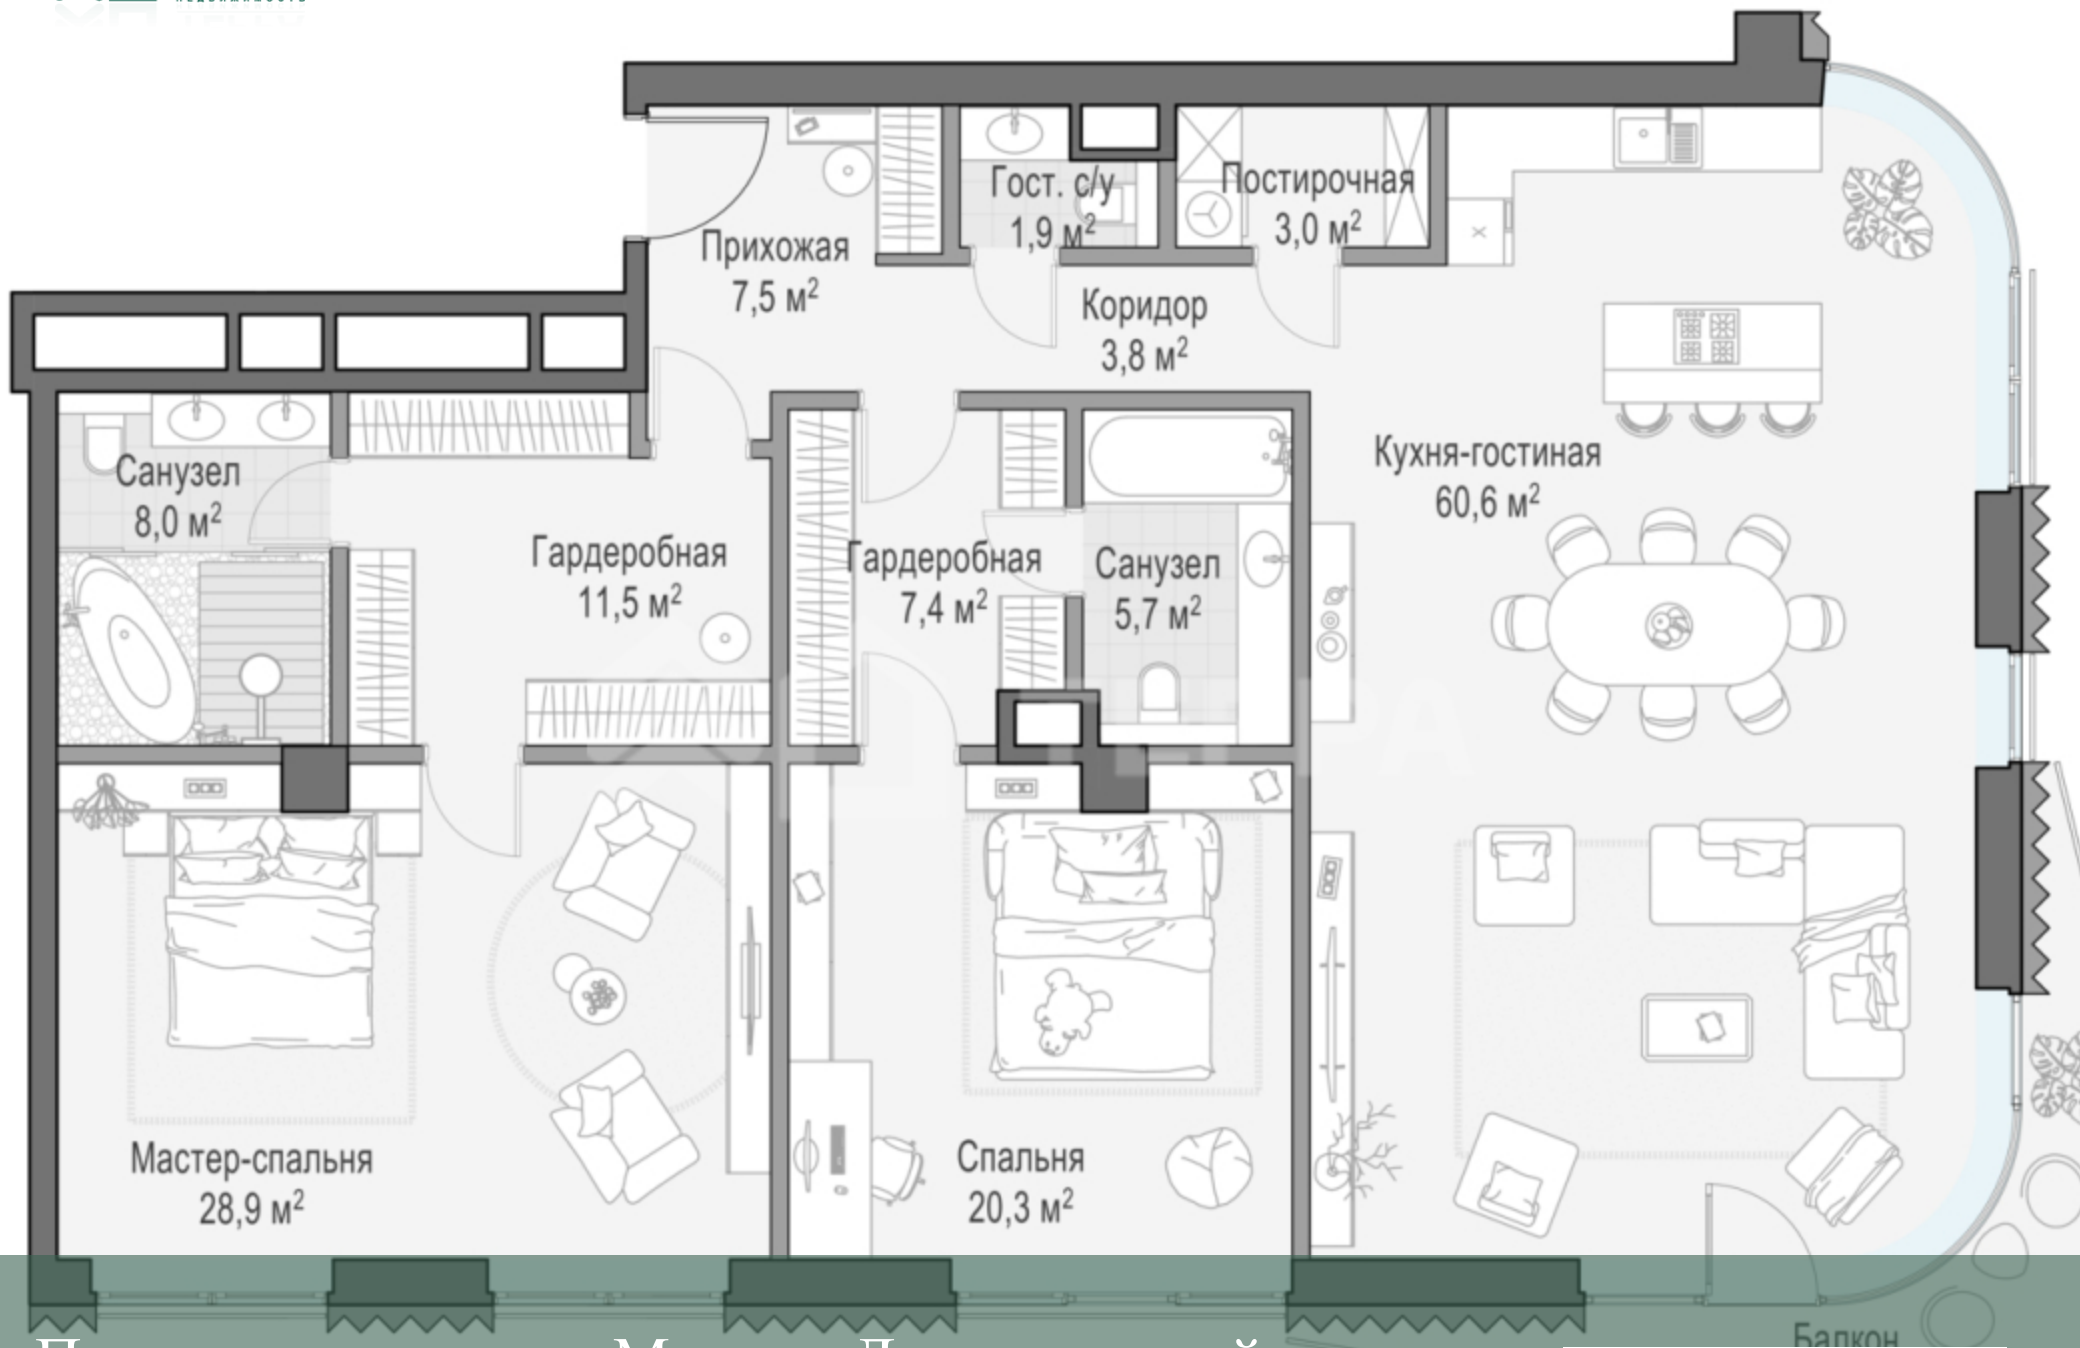 Прихожая
7,5 м²
Гост. с/у
1,9 м²
Постирочная
3,0 м²
Коридор
3,8 м²
Кухня-гостиная
60,6 м²
Санузел
8,0 м²
Гардеробная
11,5 м²
Гардеробная
7,4 м²
Санузел
5,7 м²
ТЕРРА
Мастер-спальня
28,9 м²
Спальня
20,3 м²
Балкон